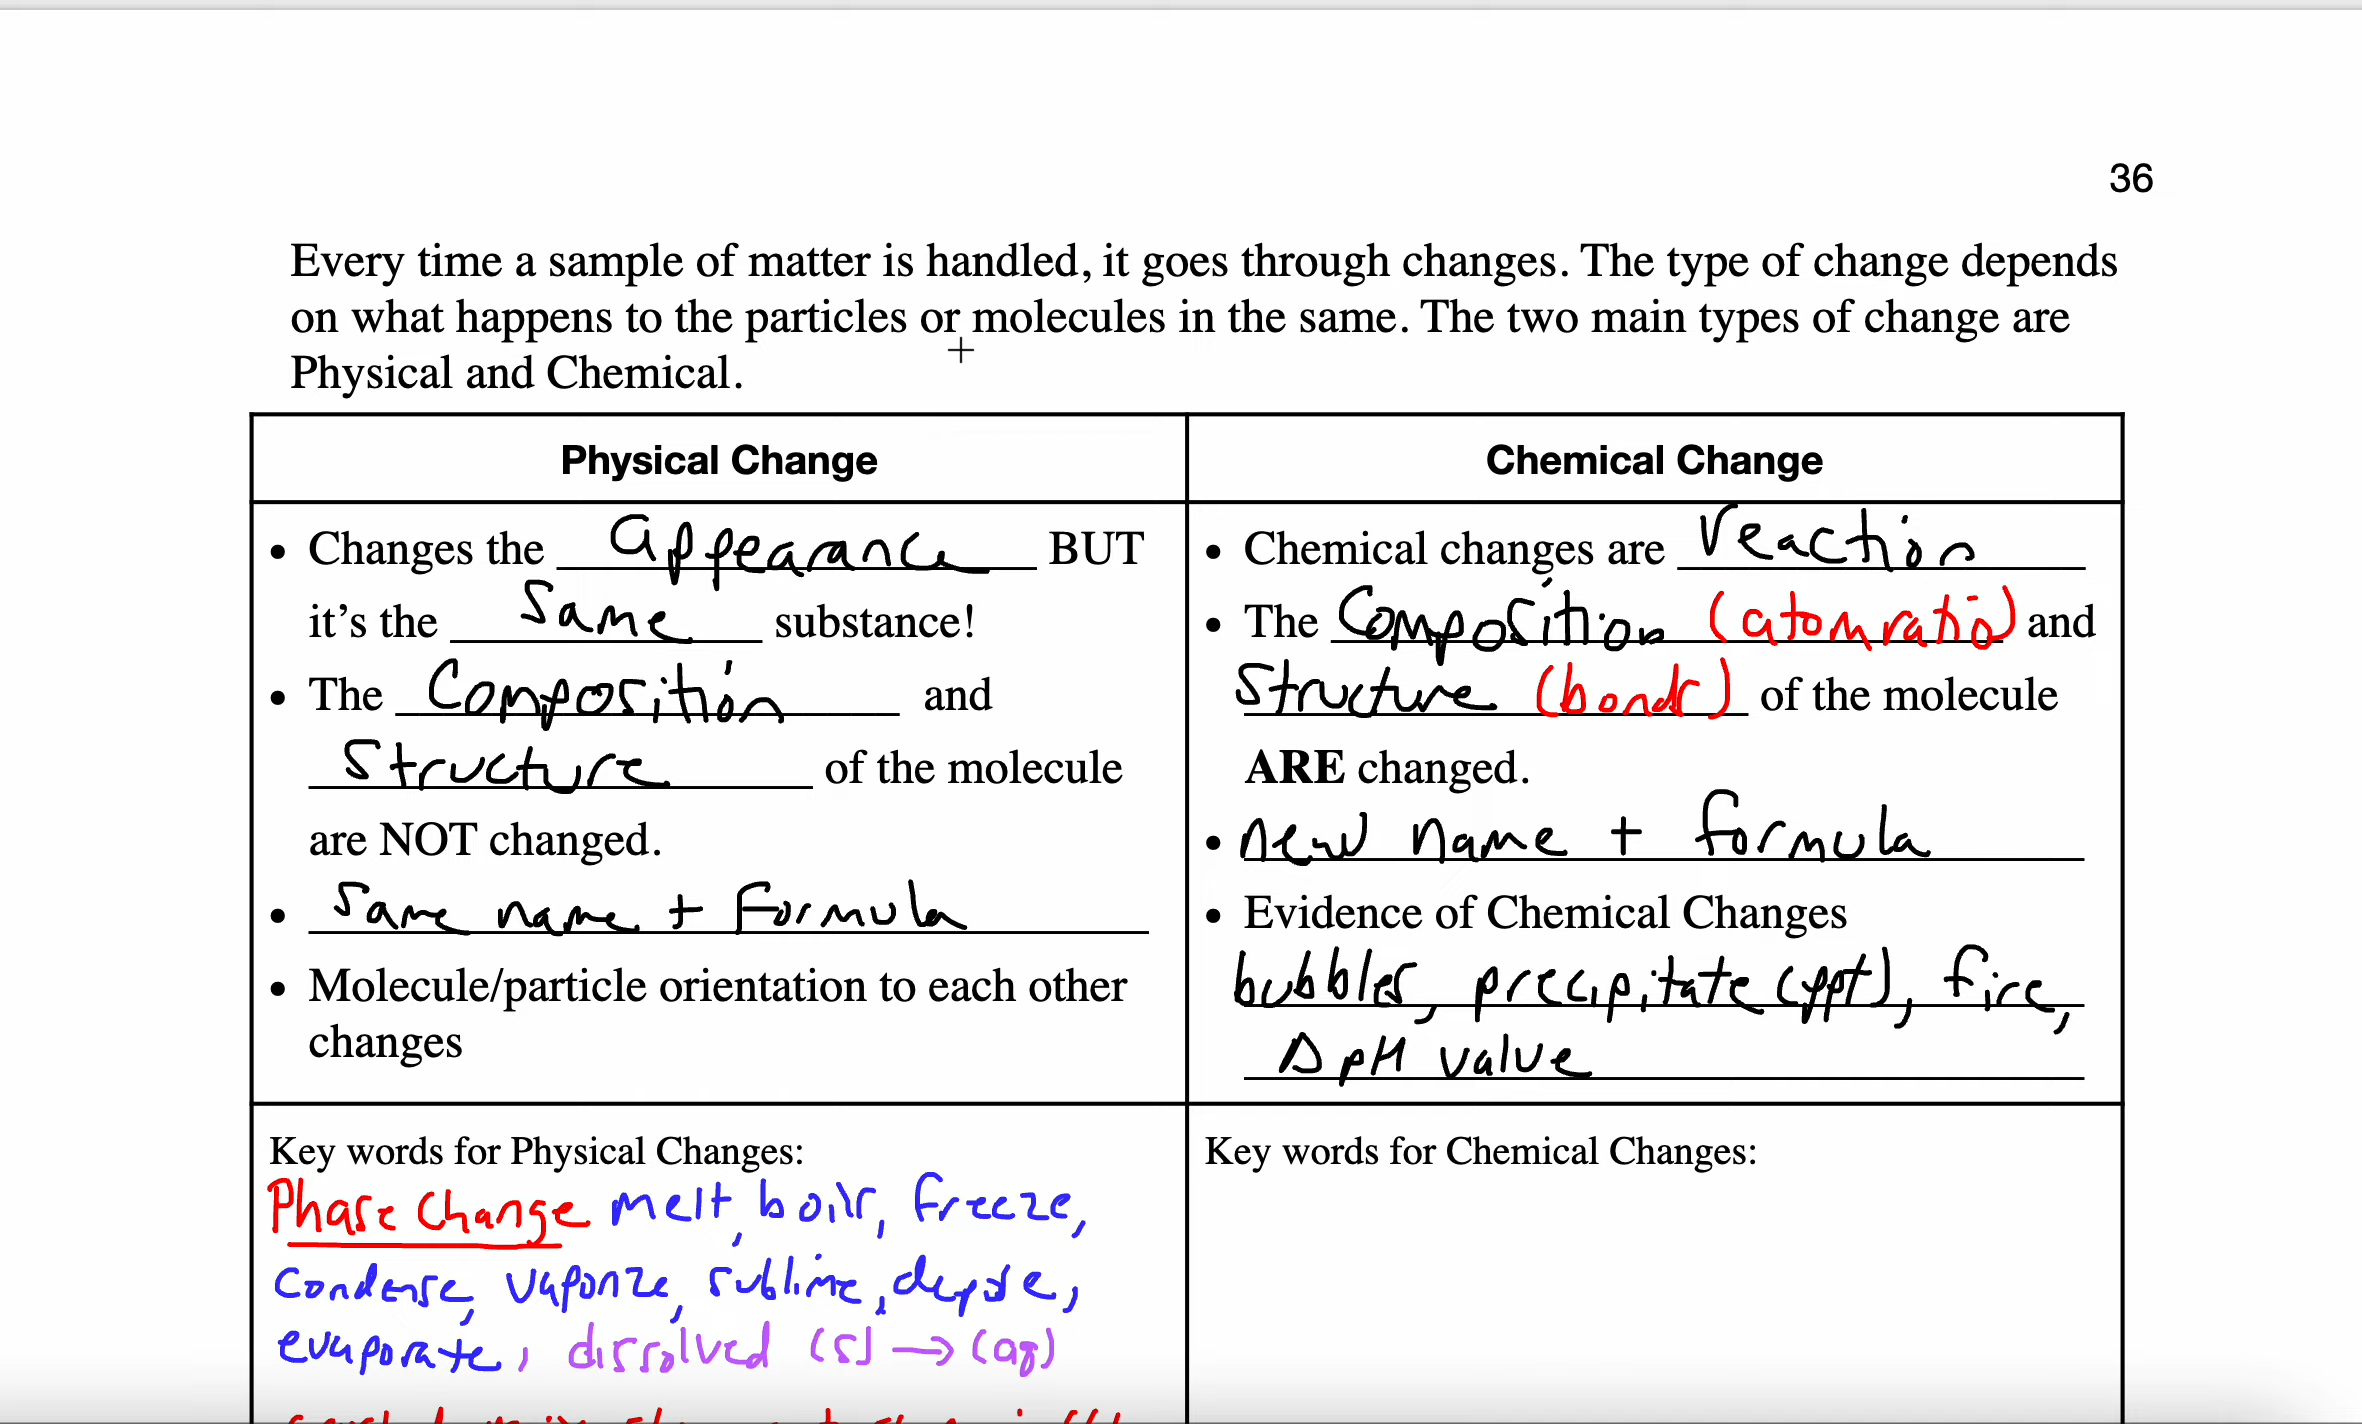 36
Every time a sample of matter is handled, it goes through changes. The type of change depends
on what happens to the particles or molecules in the same. The two main types of change are
Physical and Chemical.
Physical Change
• Changes the appearance BUT
it's the same substance!
• The Composition and
structure of the molecule
are NOT changed.
• Same name + Formula
• Molecule/particle orientation to each other
changes
Chemical Change
• Chemical changes are reaction
• The Composition (atom ratio) and
Structure (bonds) of the molecule
ARE changed.
• new name + formula
• Evidence of Chemical Changes
bubbles, precipitate (ppt), fire,
Δ pH value
Key words for Physical Changes:
Phase Change melt, boils, freeze,
Condense, vaporize, sublime, depose,
evaporate, dissolved (s) → (aq)
Key words for Chemical Changes: